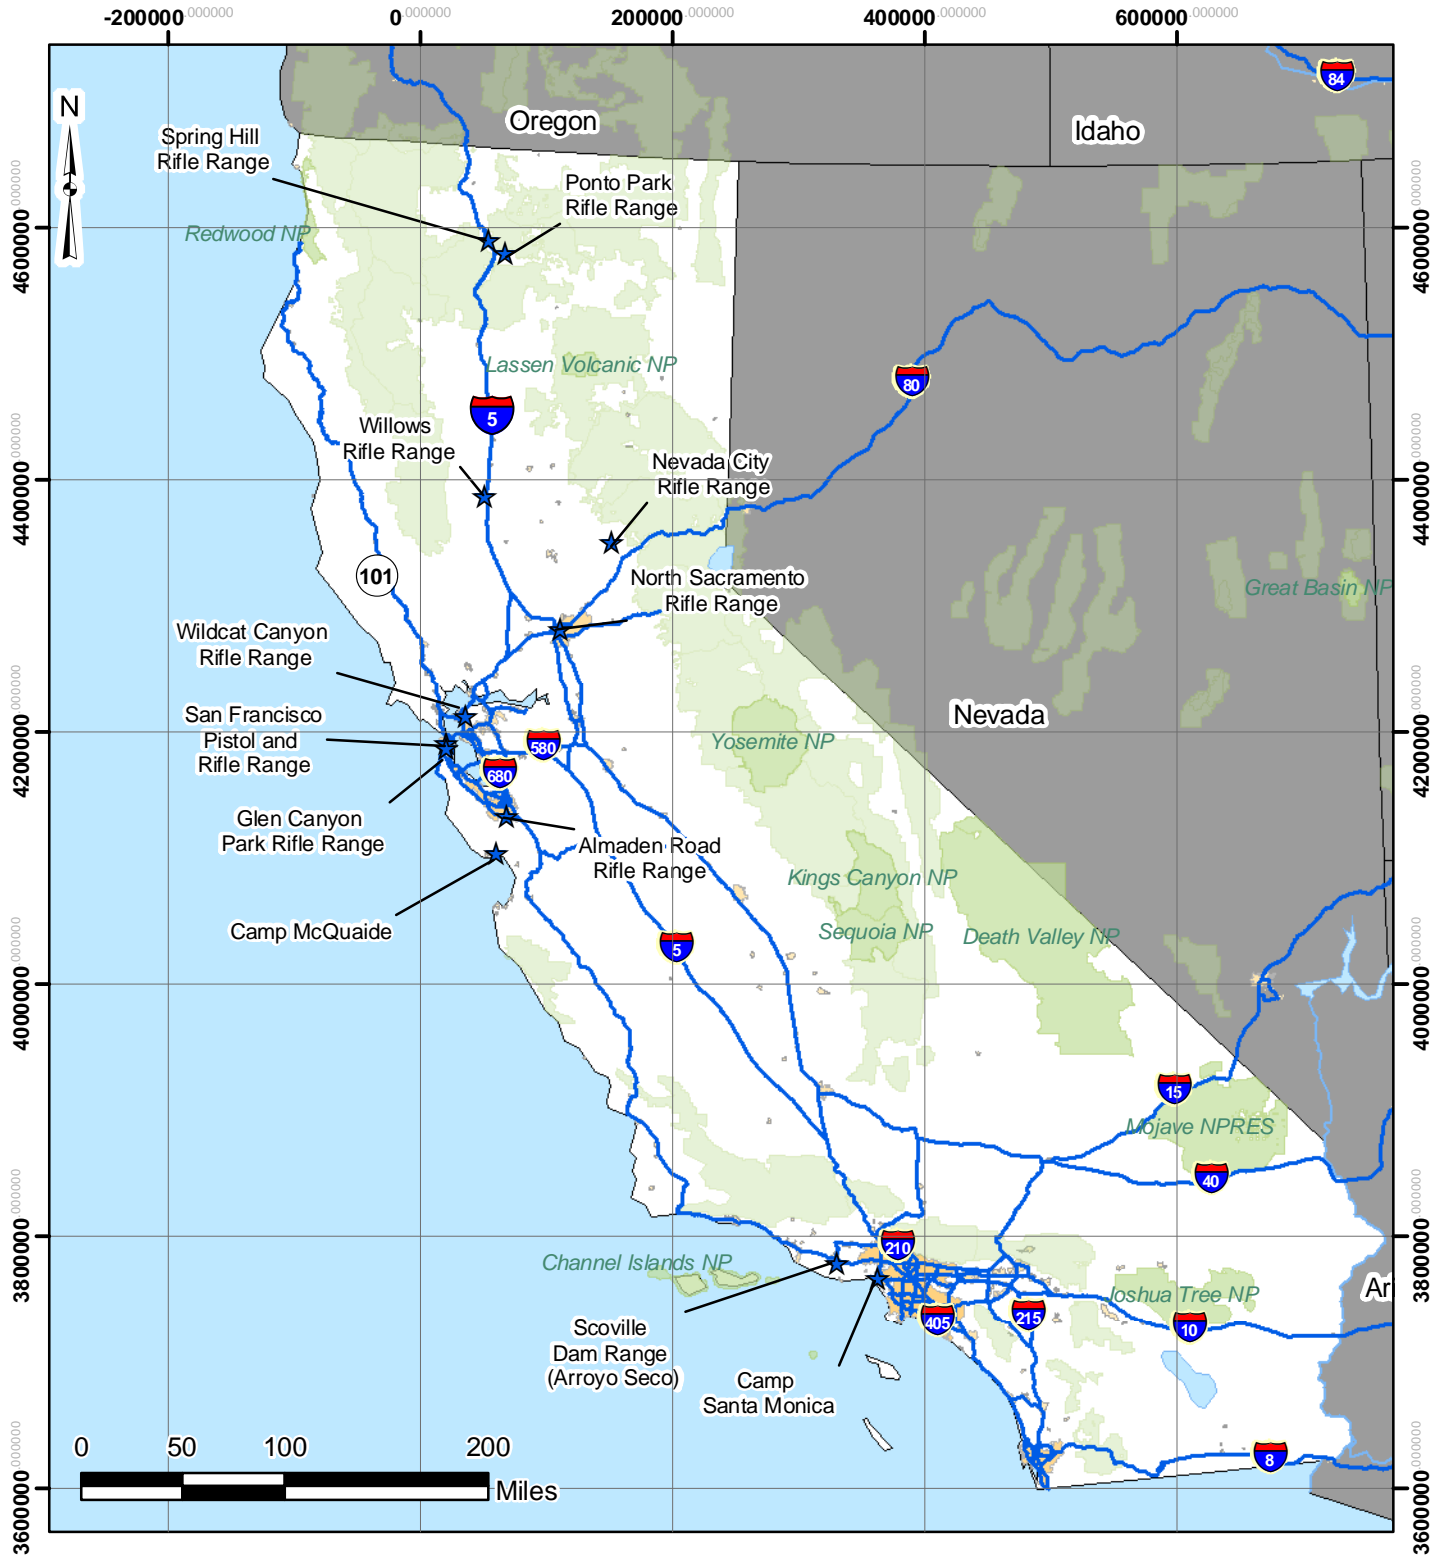 -200000.000000
0.000000
200000.000000
400000.000000
600000.000000
84
N
Oregon
Idaho
Spring Hill
Rifle Range
Ponto Park
Rifle Range
4600000.000000
4600000.000000
Redwood NP
Lassen Volcanic NP
80
5
Willows
Rifle Range
Nevada City
Rifle Range
4400000.000000
4400000.000000
101
North Sacramento
Rifle Range
Great Basin NP
Wildcat Canyon
Rifle Range
San Francisco
Pistol and
Rifle Range
Nevada
4200000.000000
4200000.000000
580
Yosemite NP
680
Glen Canyon
Park Rifle Range
Almaden Road
Rifle Range
Kings Canyon NP
Camp McQuaide
Sequoia NP
Death Valley NP
5
4000000.000000
4000000.000000
15
Mojave NPRES
40
3800000.000000
3800000.000000
210
Channel Islands NP
Joshua Tree NP
Ari
405
215
10
Scoville
Dam Range
(Arroyo Seco)
Camp
Santa Monica
0 50 100 200
Miles
8
3600000.000000
3600000.000000